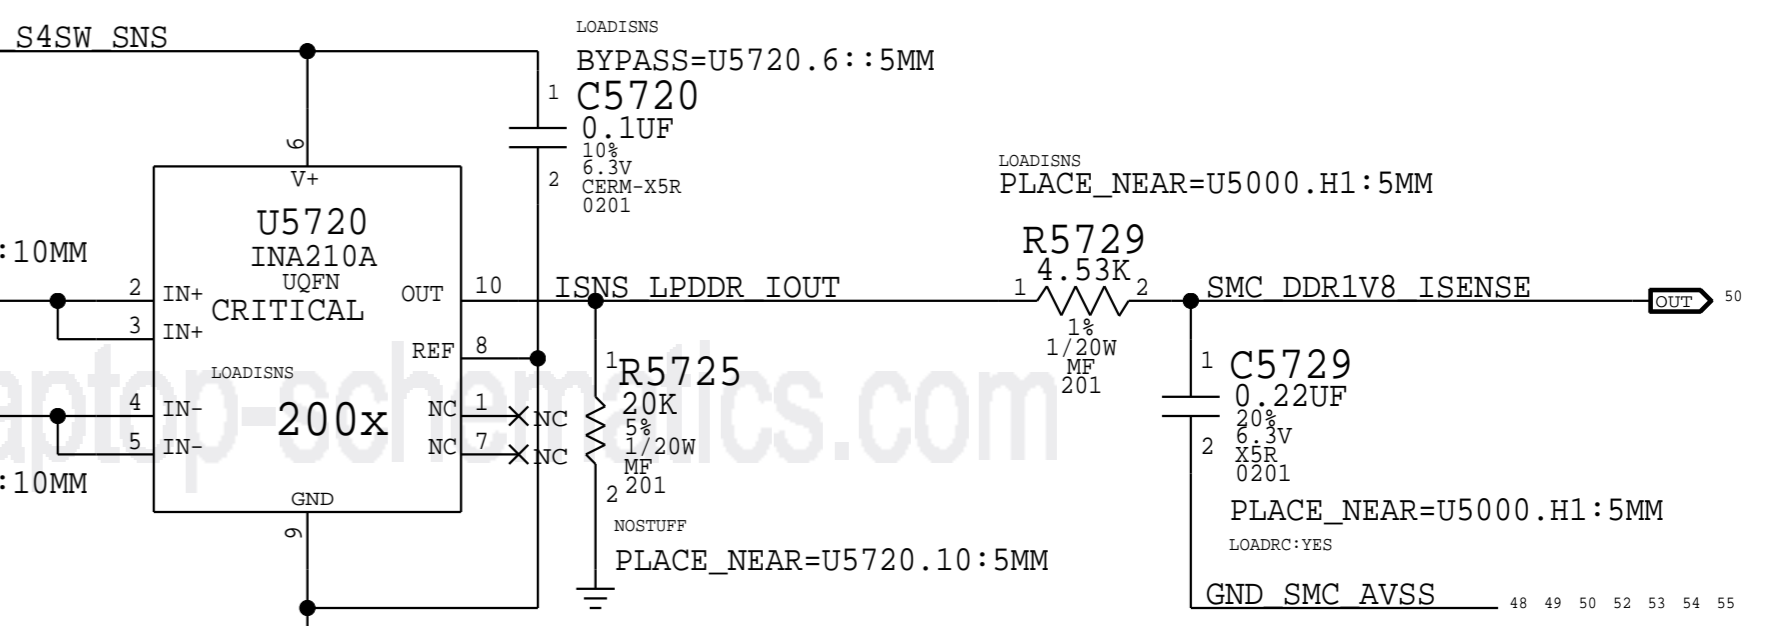 _S4SW_SNS
LOADISNS
BYPASS=U5720.6::5MM
1
C5720
0.1UF
10%
6.3V
2
CERM-X5R
0201
6
V+
U5720
INA210A
UQFN
CRITICAL
LOADISNS
200x
:10MM
:10MM
2 IN+
3 IN+
4 IN-
5 IN-
OUT 10
REF 8
NC 1 NC
NC 7 NC
GND
9
ISNS_LPDDR_IOUT
1
R5725
20K
5%
1/20W
MF
201
2
NOSTUFF
PLACE_NEAR=U5720.10:5MM
LOADISNS
PLACE_NEAR=U5000.H1:5MM
R5729
4.53K
1 2
1%
1/20W
MF
201
SMC_DDR1V8_ISENSE
OUT 50
1
C5729
0.22UF
20%
6.3V
2
X5R
0201
PLACE_NEAR=U5000.H1:5MM
LOADRC:YES
GND_SMC_AVSS
48 49 50 52 53 54 55
aptop-schematics.com